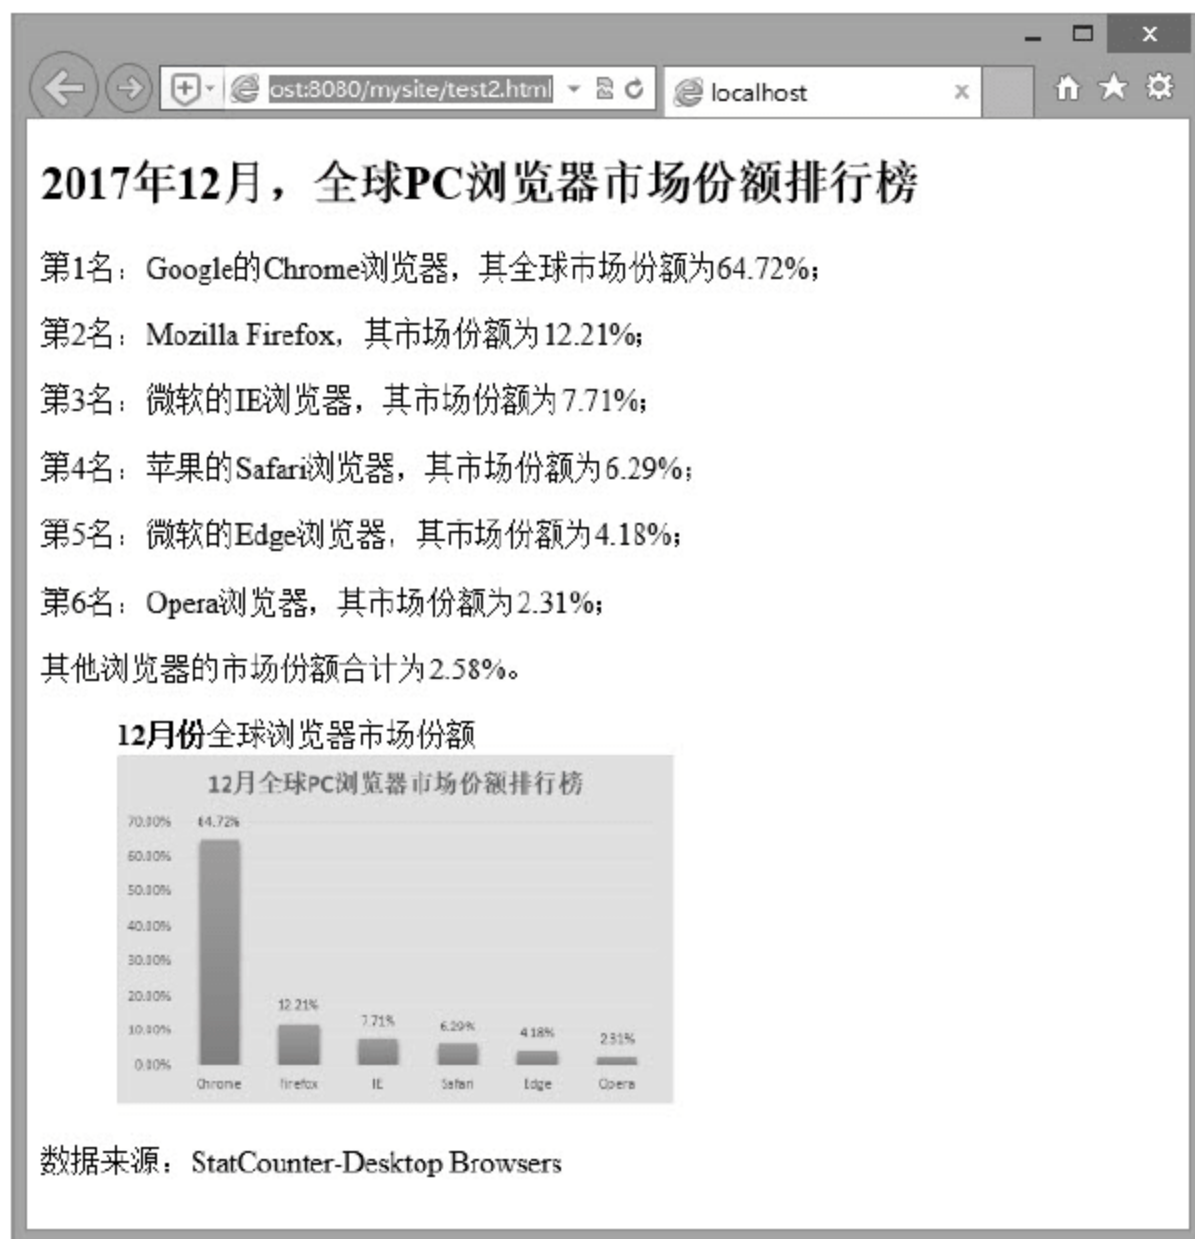 ost:8080/mysite/test2.html
localhost
2017年12月，全球PC浏览器市场份额排行榜
第1名：Google的Chrome浏览器，其全球市场份额为64.72%；
第2名：Mozilla Firefox，其市场份额为12.21%；
第3名：微软的IE浏览器，其市场份额为7.71%；
第4名：苹果的Safari浏览器，其市场份额为6.29%；
第5名：微软的Edge浏览器，其市场份额为4.18%；
第6名：Opera浏览器，其市场份额为2.31%；
其他浏览器的市场份额合计为2.58%。
12月份全球浏览器市场份额
12月全球PC浏览器市场份额排行榜
70.00%
64.72%
60.00%
50.00%
40.00%
30.00%
20.00%
12.21%
7.71%
6.29%
4.18%
2.31%
10.00%
0.00%
Chrome
Firefox
IE
Safari
Edge
Opera
数据来源：StatCounter-Desktop Browsers